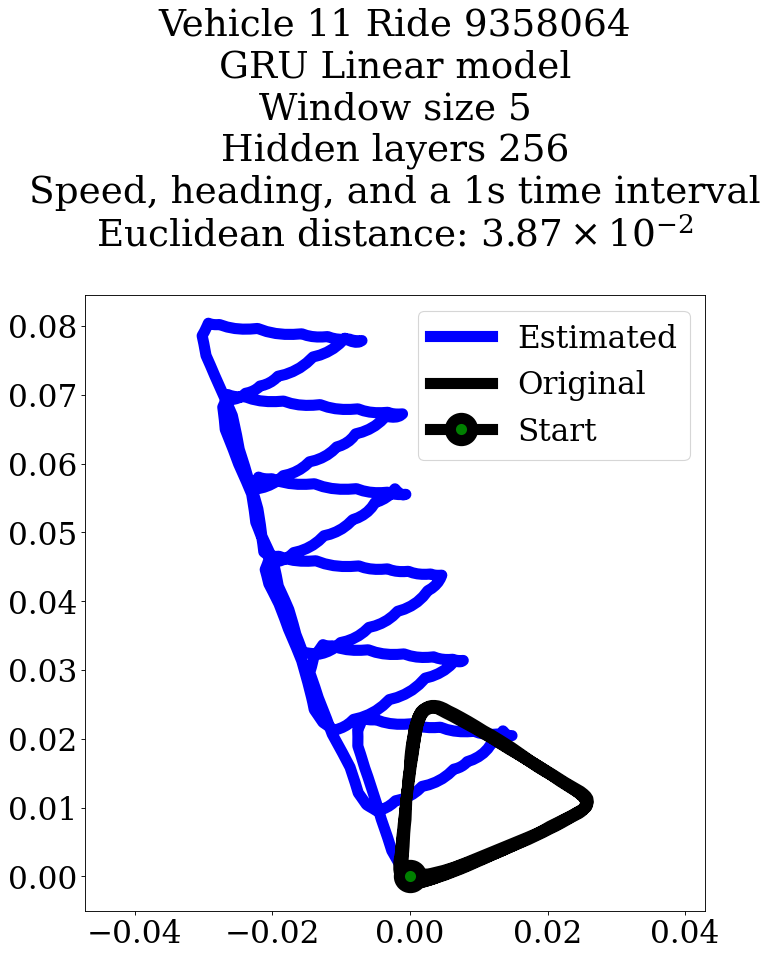 Vehicle 11 Ride 9358064
GRU Linear model
Window size 5
Hidden layers 256
Speed, heading, and a 1s time interval
Euclidean distance: 3.87 × 10⁻²
Estimated
Original
Start
0.08
0.07
0.06
0.05
0.04
0.03
0.02
0.01
0.00
−0.04 −0.02 0.00 0.02 0.04